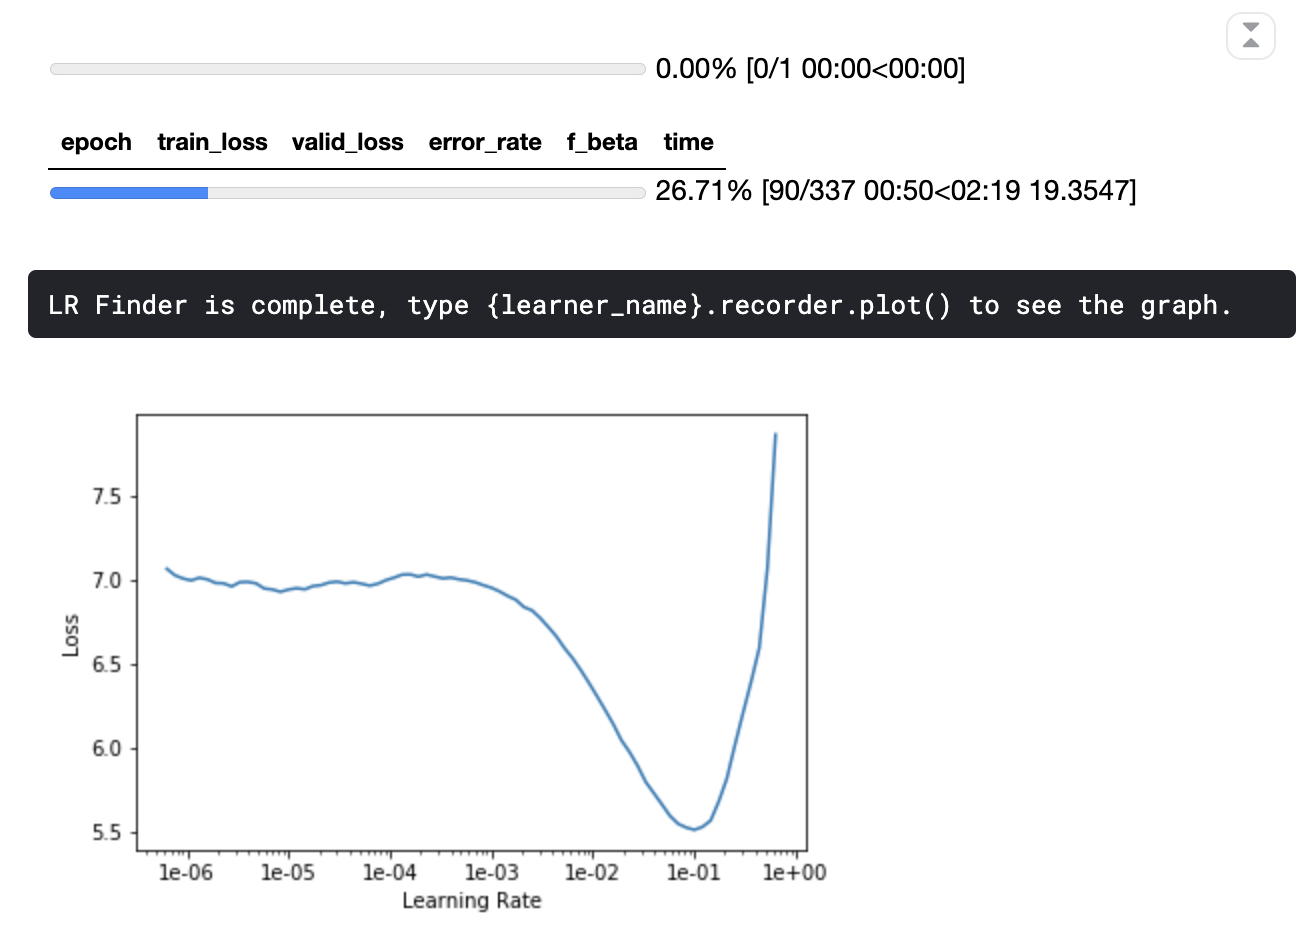 0.00% [0/1 00:00<00:00]
epoch train_loss valid_loss error_rate f_beta time
26.71% [90/337 00:50<02:19 19.3547]
LR Finder is complete, type {learner_name}.recorder.plot() to see the graph.
7.5
7.0
6.5
6.0
5.5
Loss
1e-06 1e-05 1e-04 1e-03 1e-02 1e-01 1e+00
Learning Rate